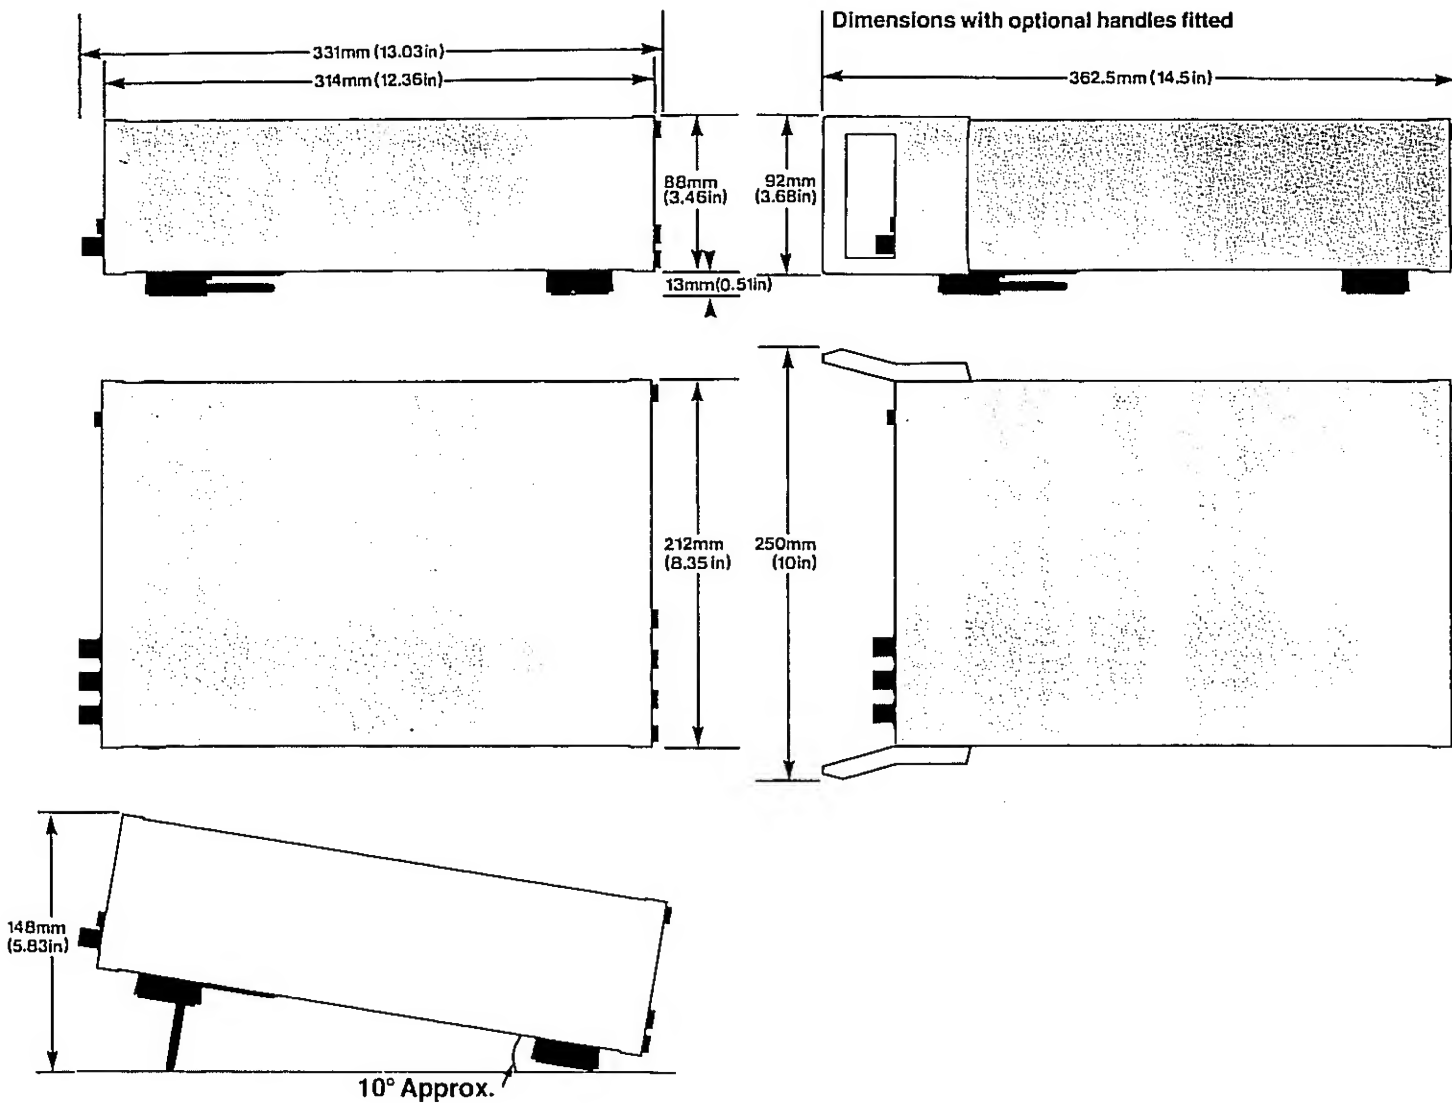 Dimensions with optional handles fitted
331mm (13.03in)
314mm (12.36in)
362.5mm (14.5in)
88mm
(3.46in)
92mm
(3.68in)
13mm(0.51in)
212mm
(8.35in)
250mm
(10in)
148mm
(5.83in)
10° Approx.